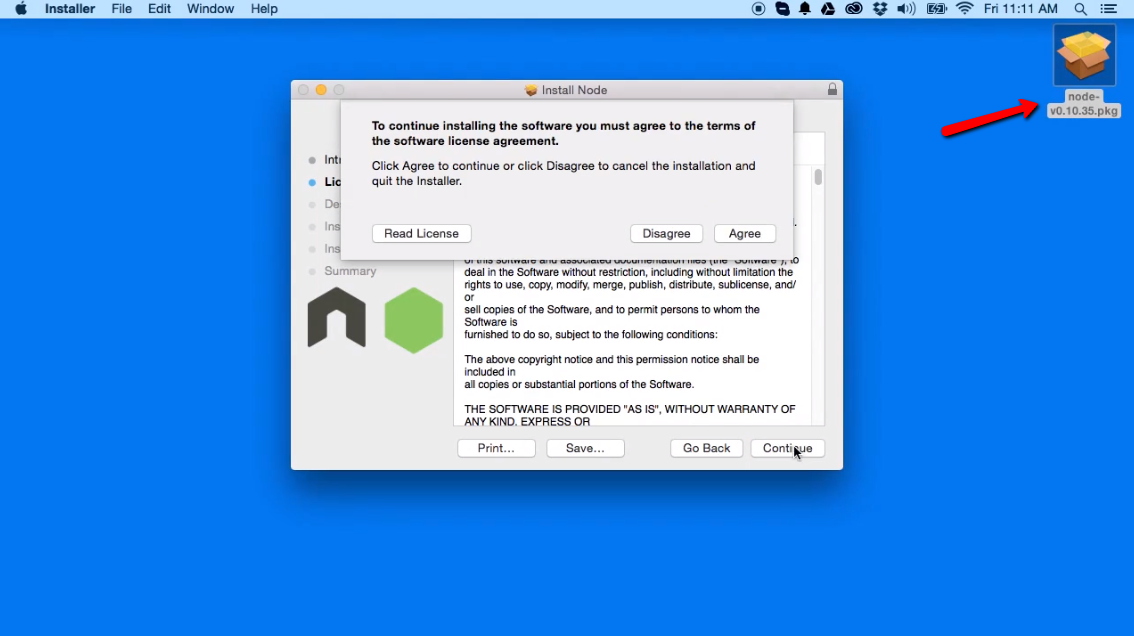 Installer File Edit Window Help Fri 11:11 AM
node-
v0.10.35.pkg
Install Node
To continue installing the software you must agree to the terms of
the software license agreement.
Click Agree to continue or click Disagree to cancel the installation and
quit the Installer.
Read License Disagree Agree
Int
Lic
De
Ins
Ins
Summary
of this software and associated documentation files (the "Software"), to
deal in the Software without restriction, including without limitation the
rights to use, copy, modify, merge, publish, distribute, sublicense, and/
or
sell copies of the Software, and to permit persons to whom the
Software is
furnished to do so, subject to the following conditions:
The above copyright notice and this permission notice shall be
included in
all copies or substantial portions of the Software.
THE SOFTWARE IS PROVIDED "AS IS", WITHOUT WARRANTY OF
ANY KIND, EXPRESS OR
Print... Save... Go Back Continue